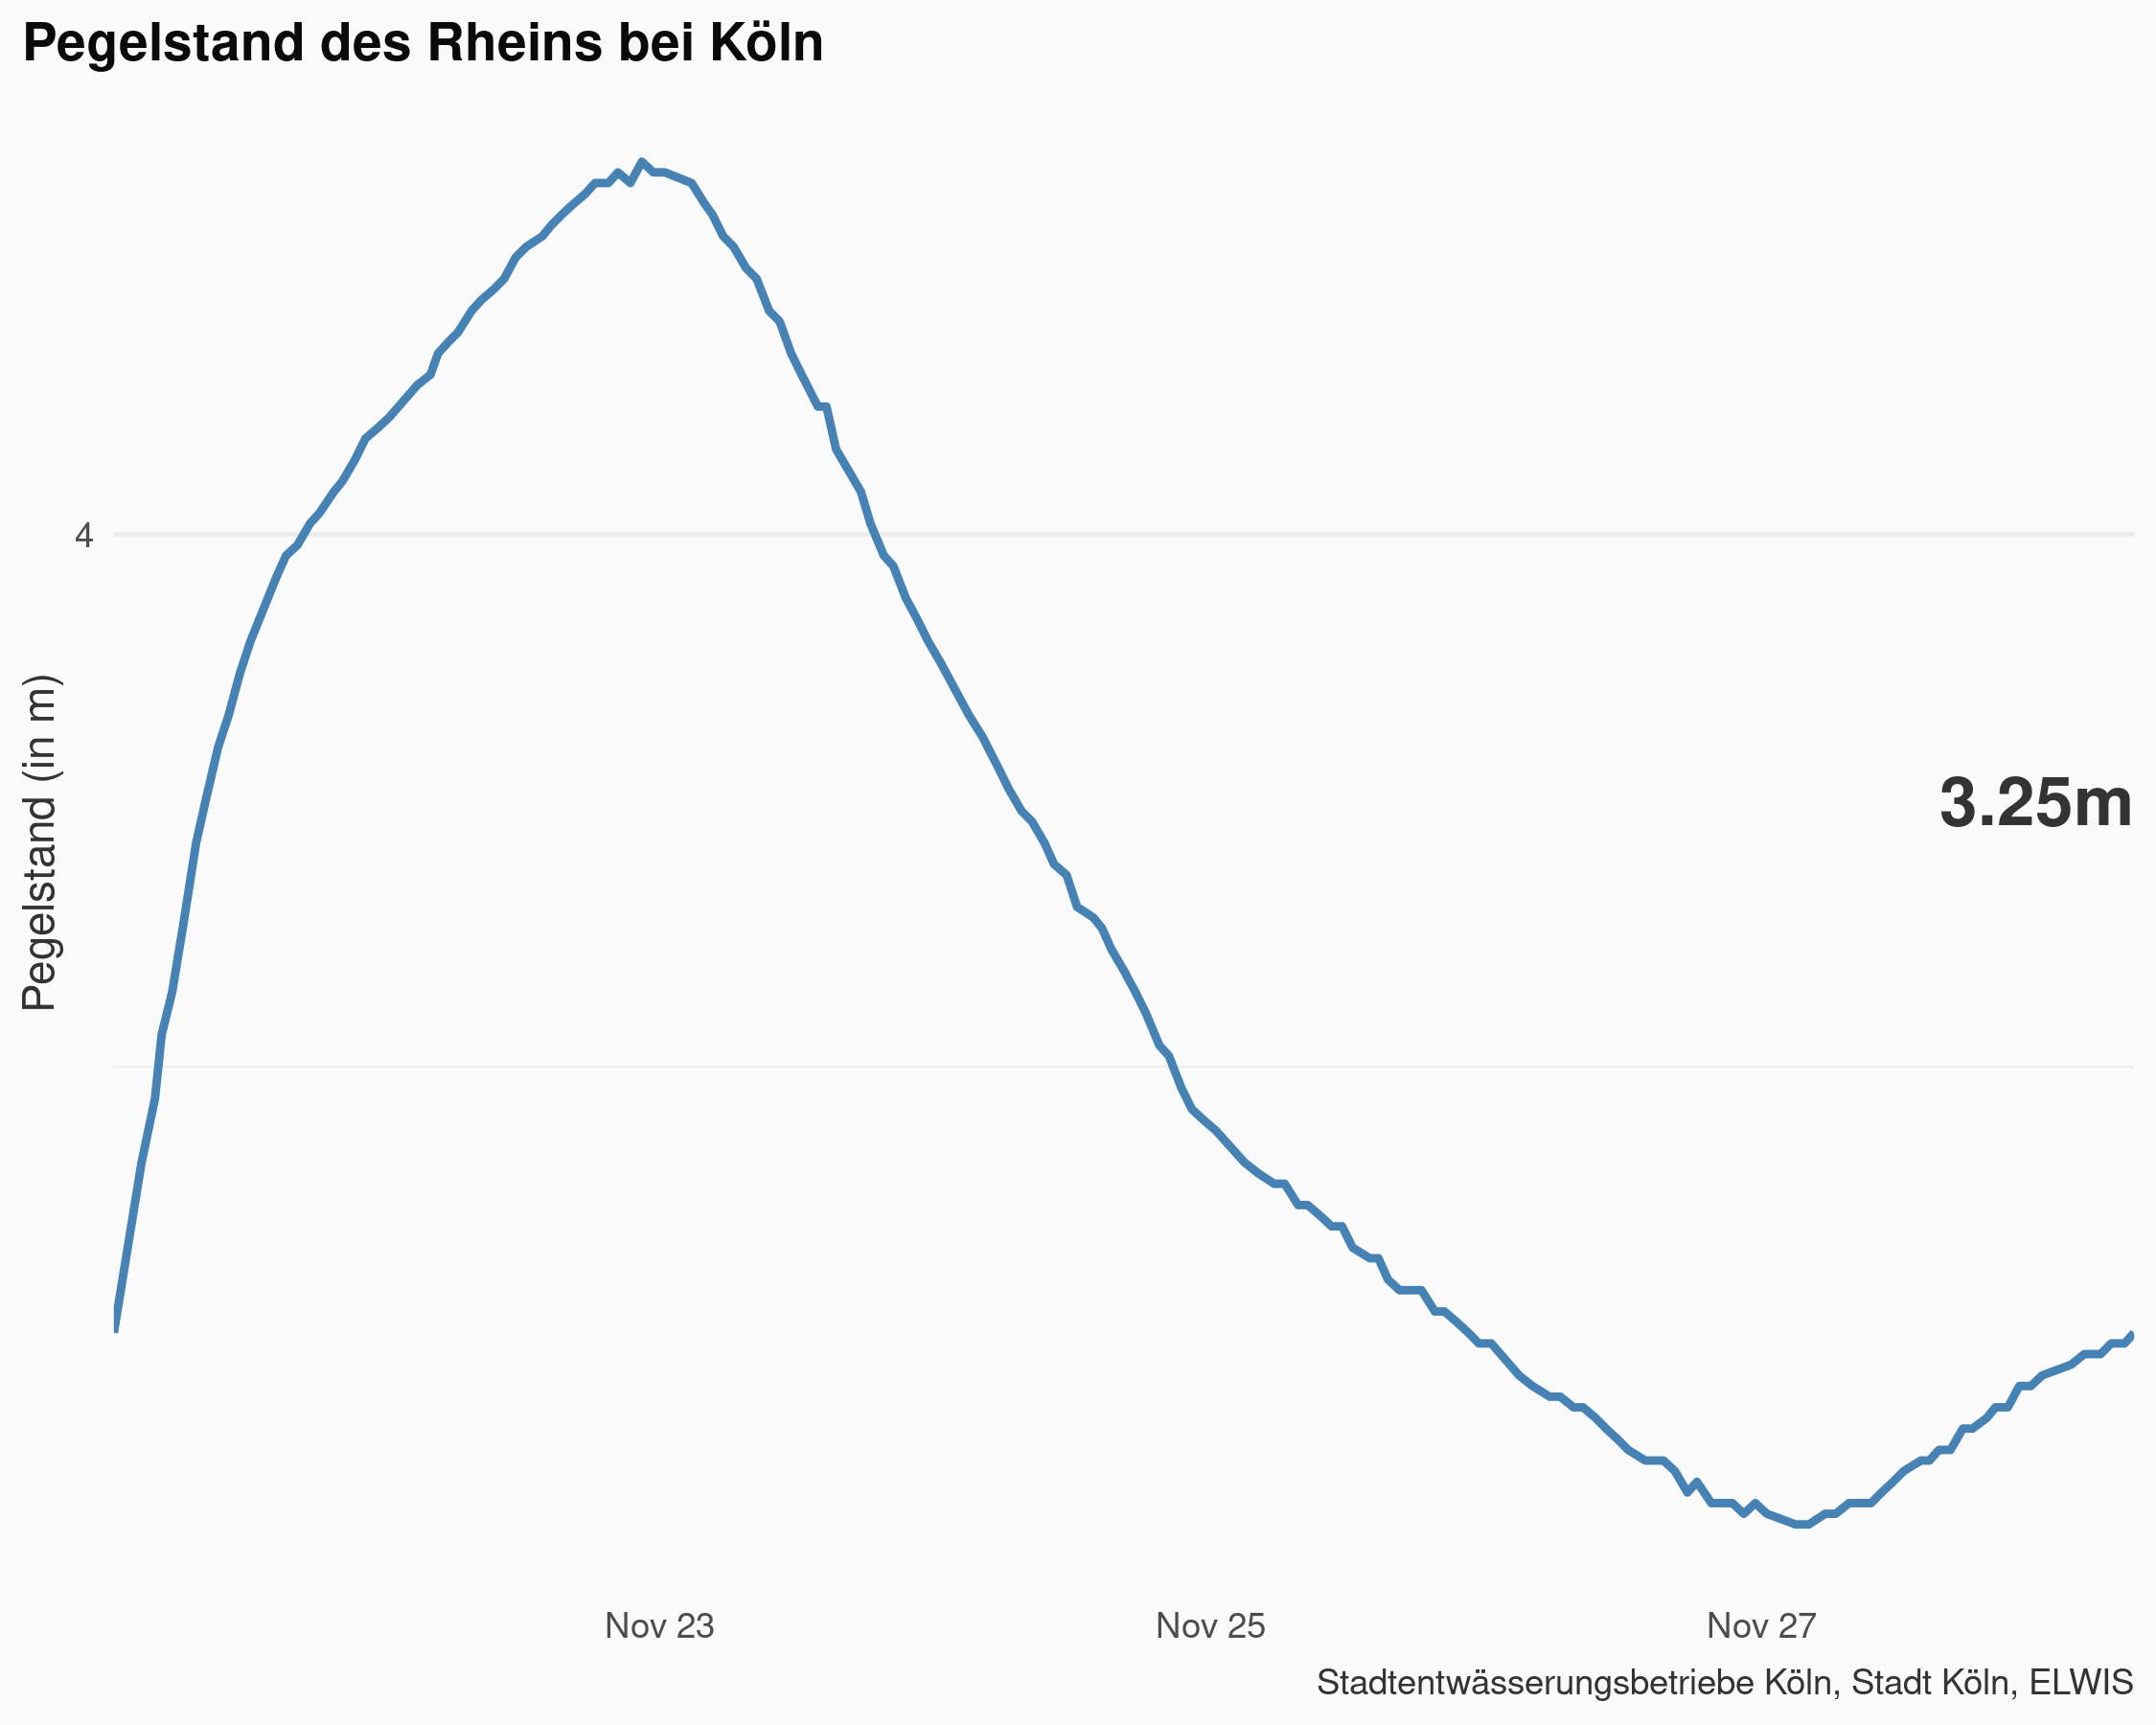 Pegelstand des Rheins bei Köln
Pegelstand (in m)
4
3.25m
Nov 23
Nov 25
Nov 27
Stadtentwässerungsbetriebe Köln, Stadt Köln, ELWIS